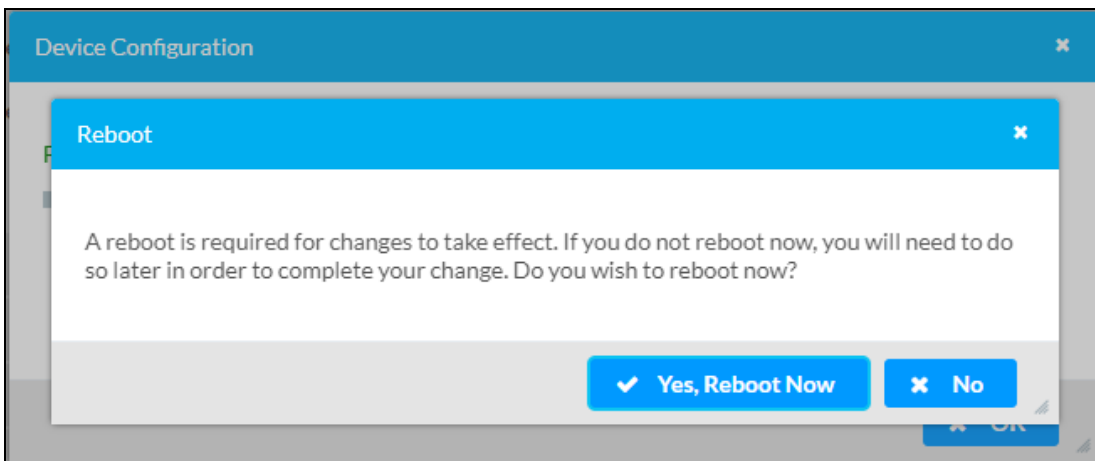 Device Configuration
Reboot
A reboot is required for changes to take effect. If you do not reboot now, you will need to do
so later in order to complete your change. Do you wish to reboot now?
Yes, Reboot Now
No
OK